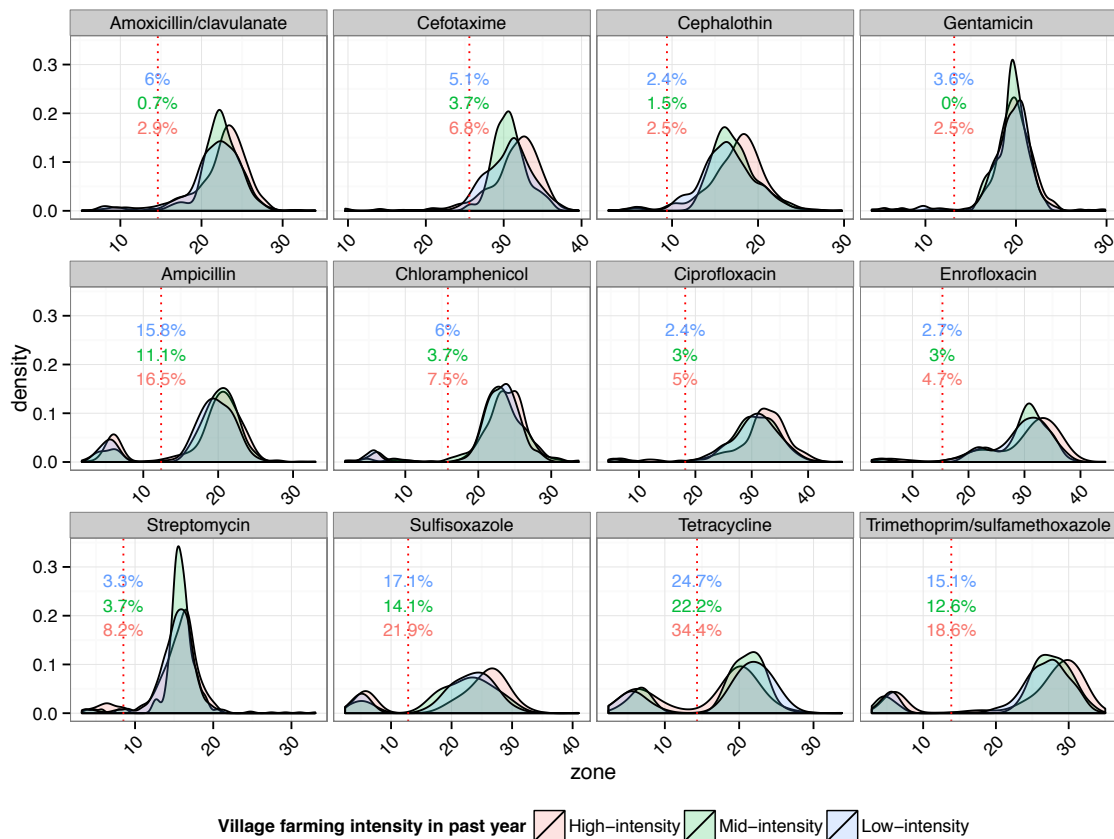 Amoxicillin/clavulanate Cefotaxime Cephalothin Gentamicin
0.3
0.2
0.1
0.0
6% 5.1% 2.4% 3.6%
0.7% 3.7% 1.5% 0%
2.9% 6.8% 2.5% 2.5%
10 20 30 10 20 30 40 10 20 30 10 20 30
Ampicillin Chloramphenicol Ciprofloxacin Enrofloxacin
density
0.3
0.2
0.1
0.0
15.8% 6% 2.4% 2.7%
11.1% 3.7% 3% 3%
16.5% 7.5% 5% 4.7%
10 20 30 10 20 30 40 10 20 30 40 10 20 30 40
Streptomycin Sulfisoxazole Tetracycline Trimethoprim/sulfamethoxazole
0.3
0.2
0.1
0.0
3.3% 17.1% 24.7% 15.1%
3.7% 14.1% 22.2% 12.6%
8.2% 21.9% 34.4% 18.6%
10 20 30 10 20 30 40 10 20 30 10 20 30
zone
Village farming intensity in past year High−intensity Mid−intensity Low−intensity